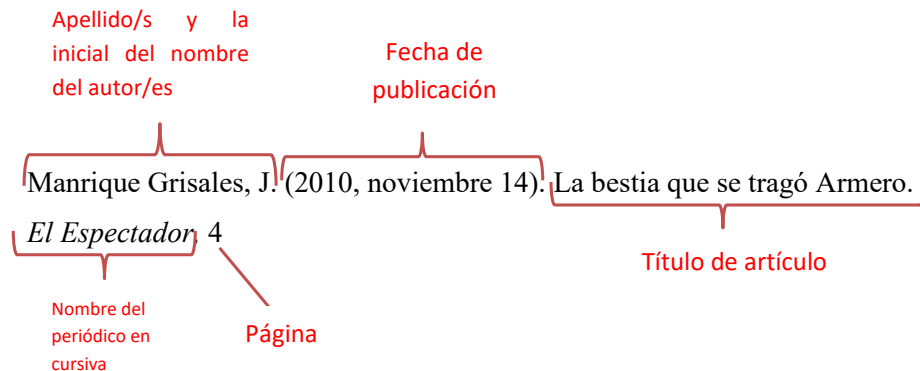 Apellido/s y la
inicial del nombre
del autor/es
Fecha de
publicación
Manrique Grisales, J. (2010, noviembre 14). La bestia que se tragó Armero.
El Espectador, 4
Título de artículo
Nombre del
periódico en
cursiva
Página